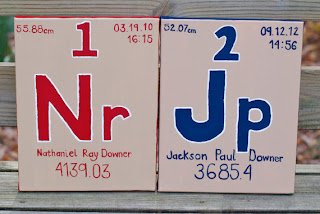 55.88cm 03.19.10
16:15
1
Nr
Nathaniel Ray Downer
4139.03
52.07cm 09.12.12
14:56
2
Jp
Jackson Paul Downer
3685.4